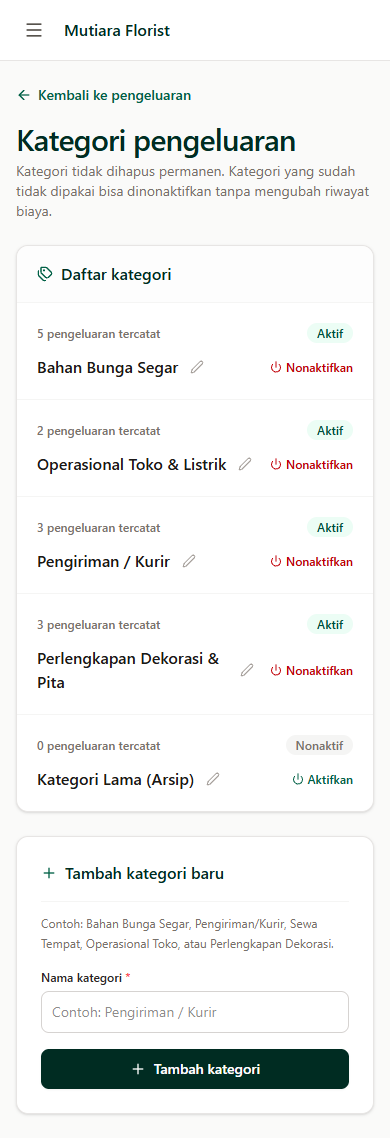 Mutiara Florist
Kembali ke pengeluaran
Kategori pengeluaran
Kategori tidak dihapus permanen. Kategori yang sudah
tidak dipakai bisa dinonaktifkan tanpa mengubah riwayat
biaya.
Daftar kategori
5 pengeluaran tercatat
Aktif
Bahan Bunga Segar
Nonaktifkan
2 pengeluaran tercatat
Aktif
Operasional Toko & Listrik
Nonaktifkan
3 pengeluaran tercatat
Aktif
Pengiriman / Kurir
Nonaktifkan
3 pengeluaran tercatat
Aktif
Perlengkapan Dekorasi &
Pita
Nonaktifkan
0 pengeluaran tercatat
Nonaktif
Kategori Lama (Arsip)
Aktifkan
Tambah kategori baru
Contoh: Bahan Bunga Segar, Pengiriman/Kurir, Sewa
Tempat, Operasional Toko, atau Perlengkapan Dekorasi.
Nama kategori *
Contoh: Pengiriman / Kurir
Tambah kategori